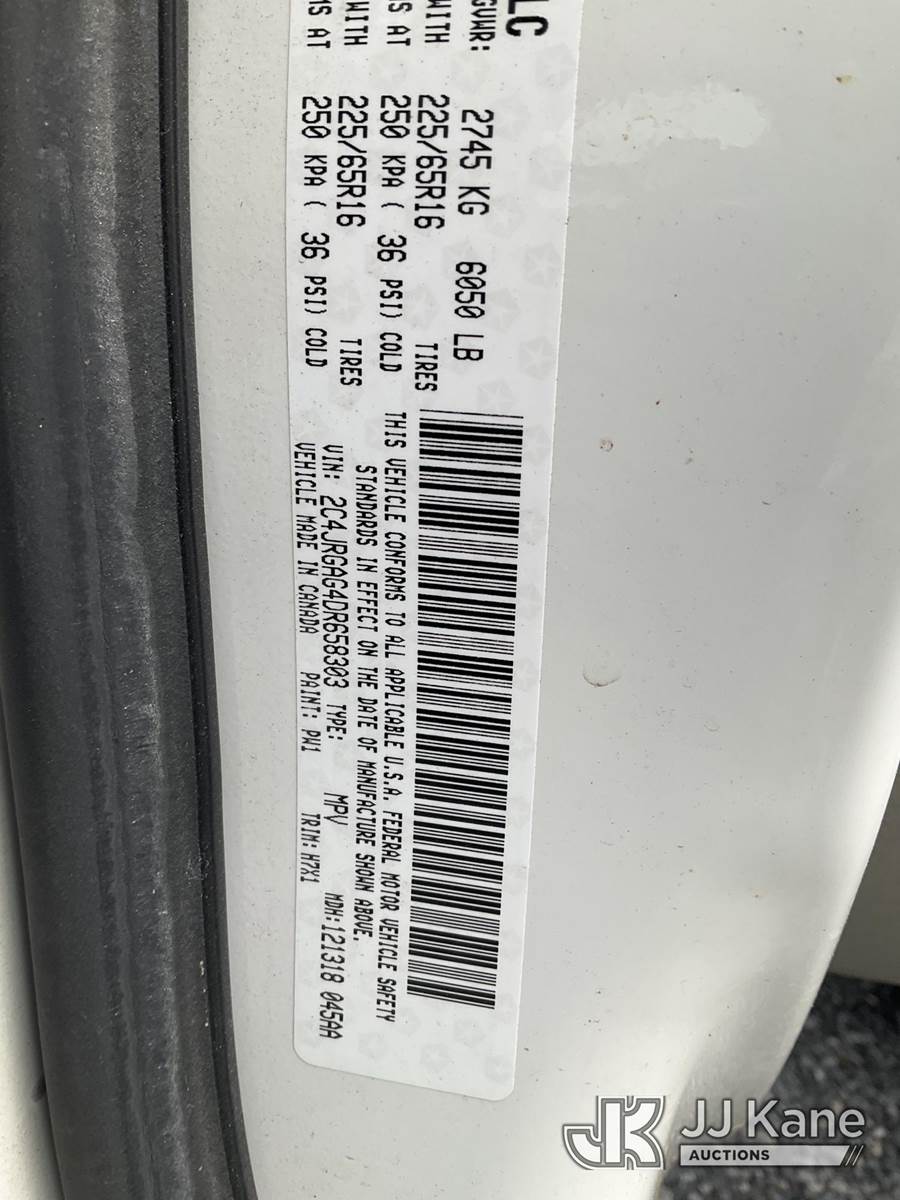 LC
GVWR: 2745 KG 6050 LB
WITH 225/65R16 TIRES
MS AT 250 KPA ( 36 PSI) COLD
WITH 225/65R16 TIRES
MS AT 250 KPA ( 36 PSI) COLD
THIS VEHICLE CONFORMS TO ALL APPLICABLE U.S.A. FEDERAL MOTOR VEHICLE SAFETY
STANDARDS IN EFFECT ON THE DATE OF MANUFACTURE SHOWN ABOVE.
VIN: 2C4JRGAG4DR658303 TYPE: MPV MDH:121318 045AA
VEHICLE MADE IN CANADA PAINT: PW1 TRIM: H7X1
JK JJ Kane
AUCTIONS